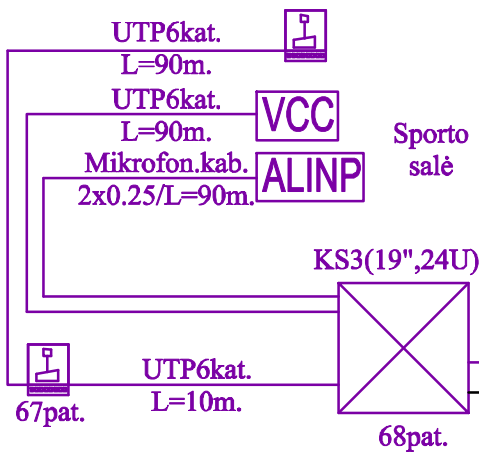 UTP6kat.
L=90m.
UTP6kat.
L=90m.
VCC
Mikrofon.kab.
2x0.25/L=90m.
ALINP
Sporto
salė
KS3(19",24U)
UTP6kat.
L=10m.
67pat.
68pat.